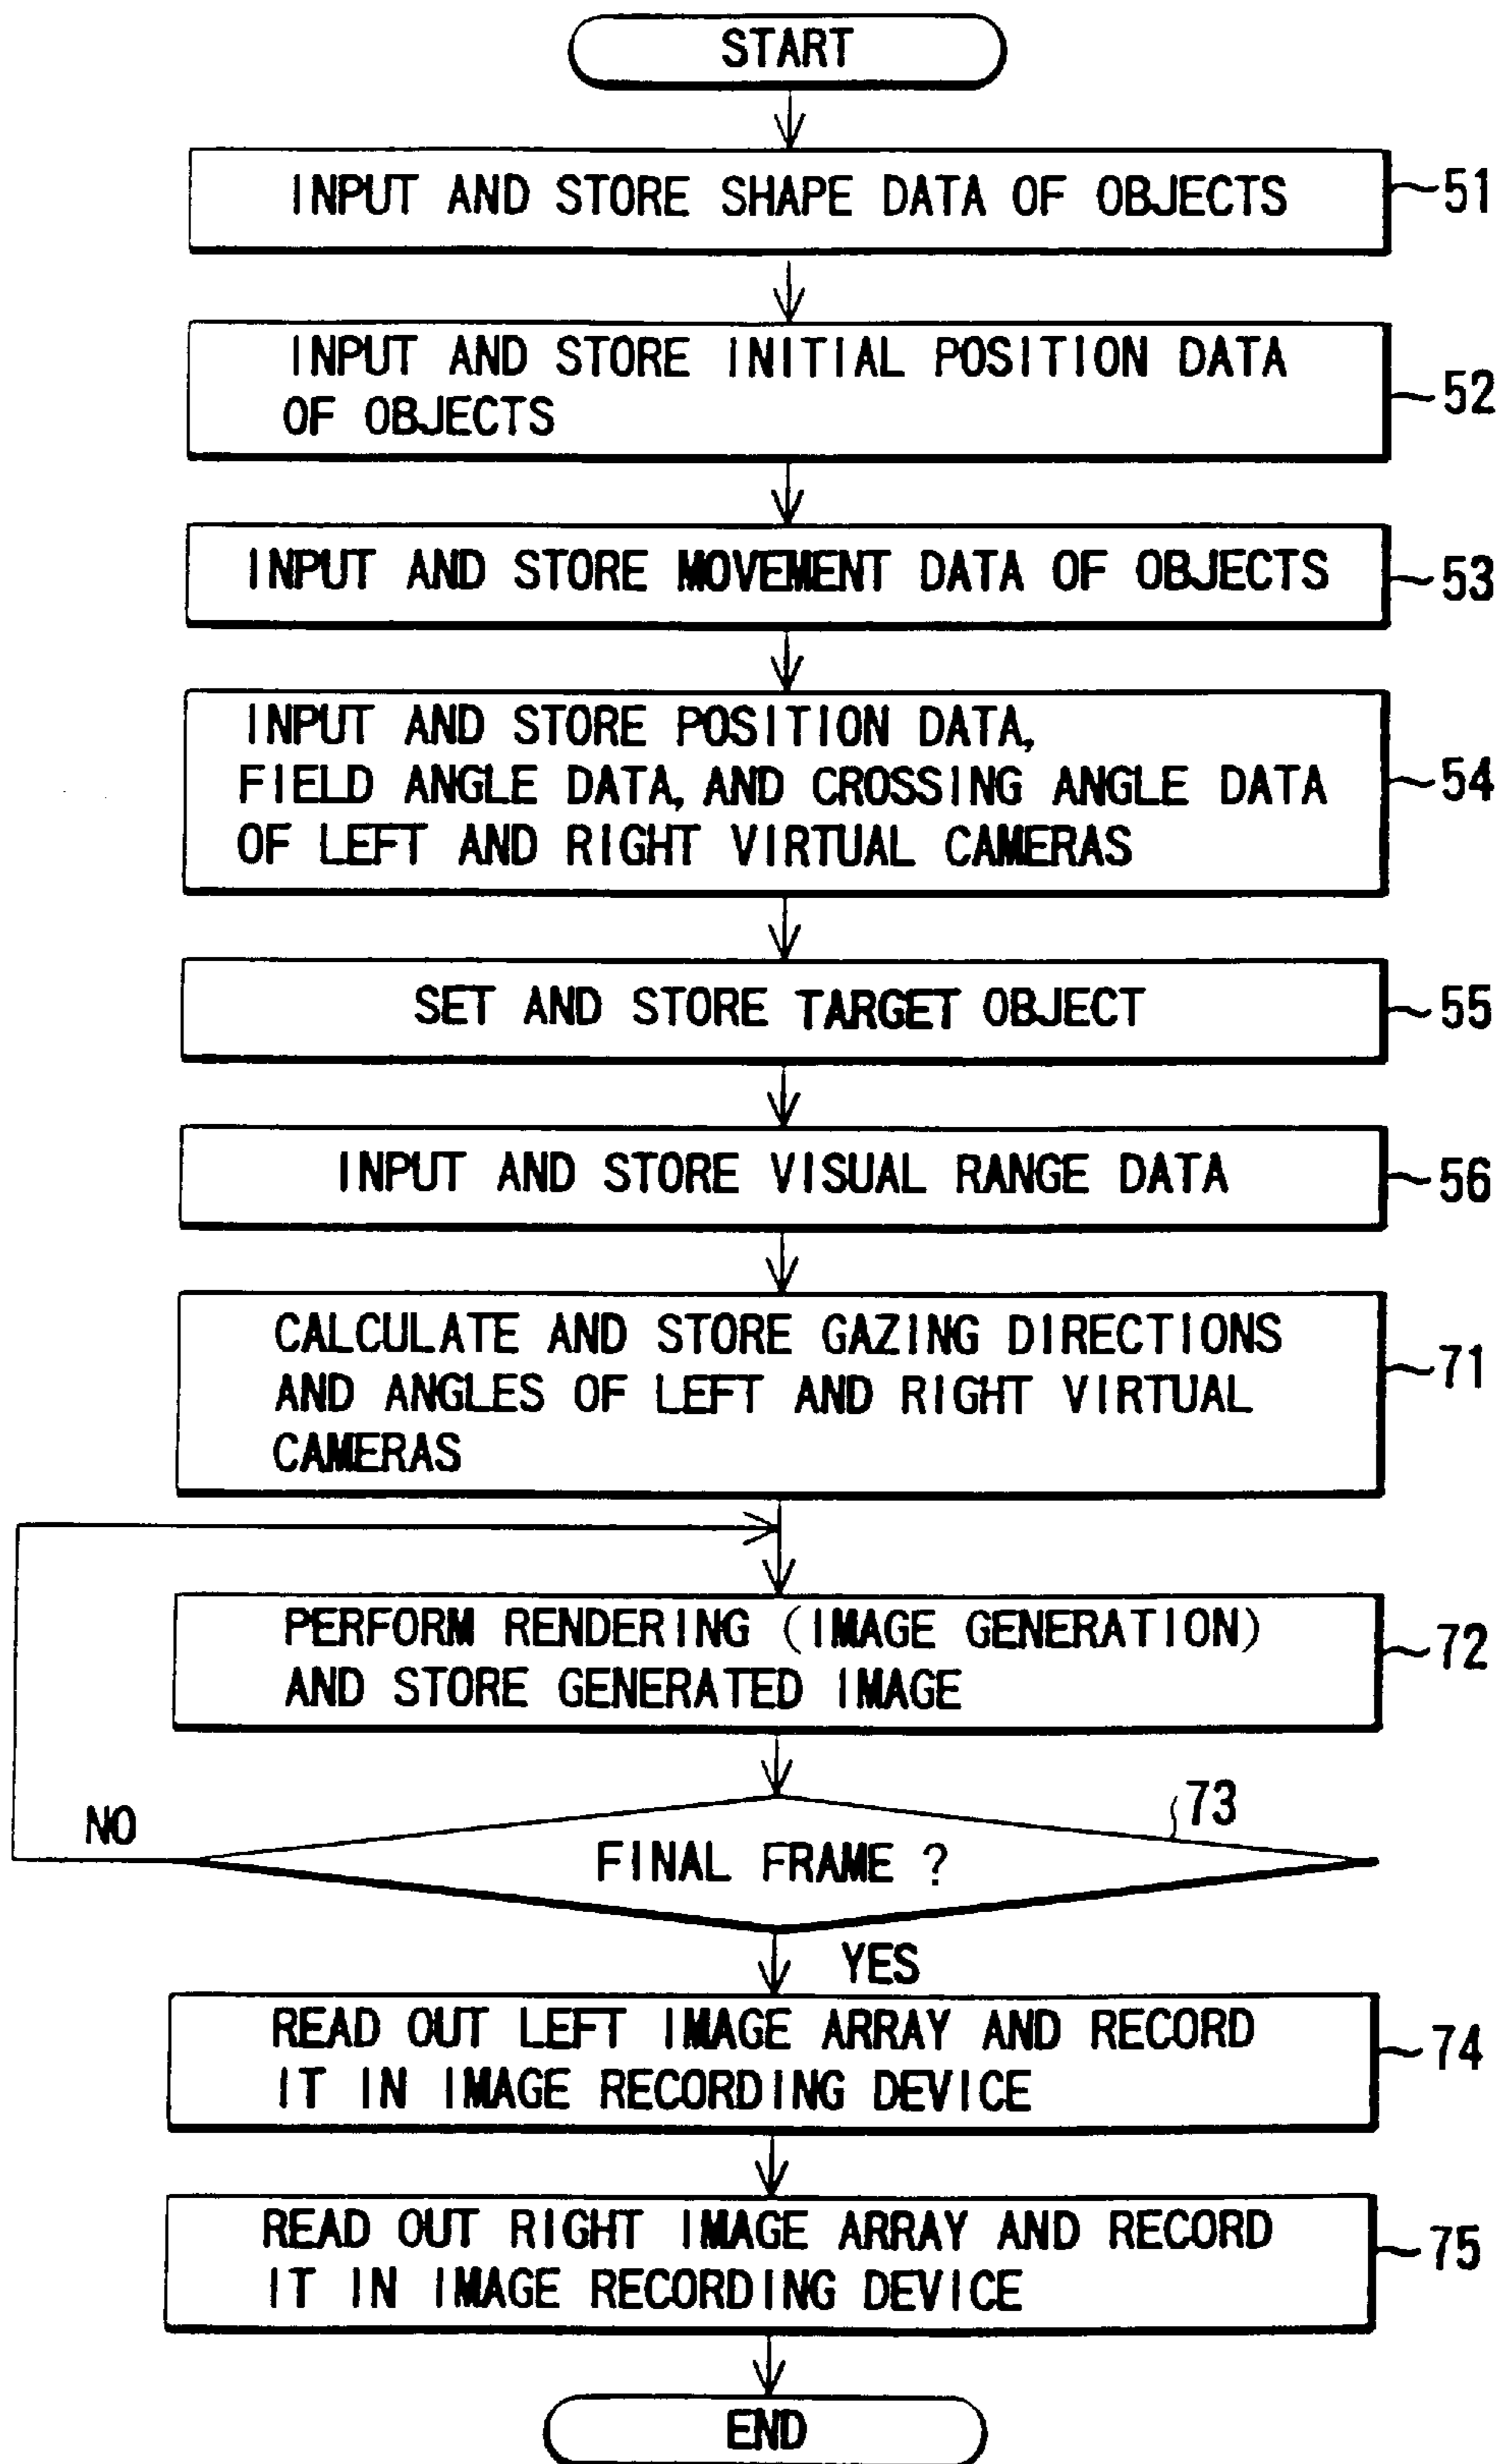 START
INPUT AND STORE SHAPE DATA OF OBJECTS
51
INPUT AND STORE INITIAL POSITION DATA
OF OBJECTS
52
INPUT AND STORE MOVEMENT DATA OF OBJECTS
53
INPUT AND STORE POSITION DATA,
FIELD ANGLE DATA, AND CROSSING ANGLE DATA
OF LEFT AND RIGHT VIRTUAL CAMERAS
54
SET AND STORE TARGET OBJECT
55
INPUT AND STORE VISUAL RANGE DATA
56
CALCULATE AND STORE GAZING DIRECTIONS
AND ANGLES OF LEFT AND RIGHT VIRTUAL
CAMERAS
71
PERFORM RENDERING (IMAGE GENERATION)
AND STORE GENERATED IMAGE
72
NO
73
FINAL FRAME ?
YES
READ OUT LEFT IMAGE ARRAY AND RECORD
IT IN IMAGE RECORDING DEVICE
74
READ OUT RIGHT IMAGE ARRAY AND RECORD
IT IN IMAGE RECORDING DEVICE
75
END